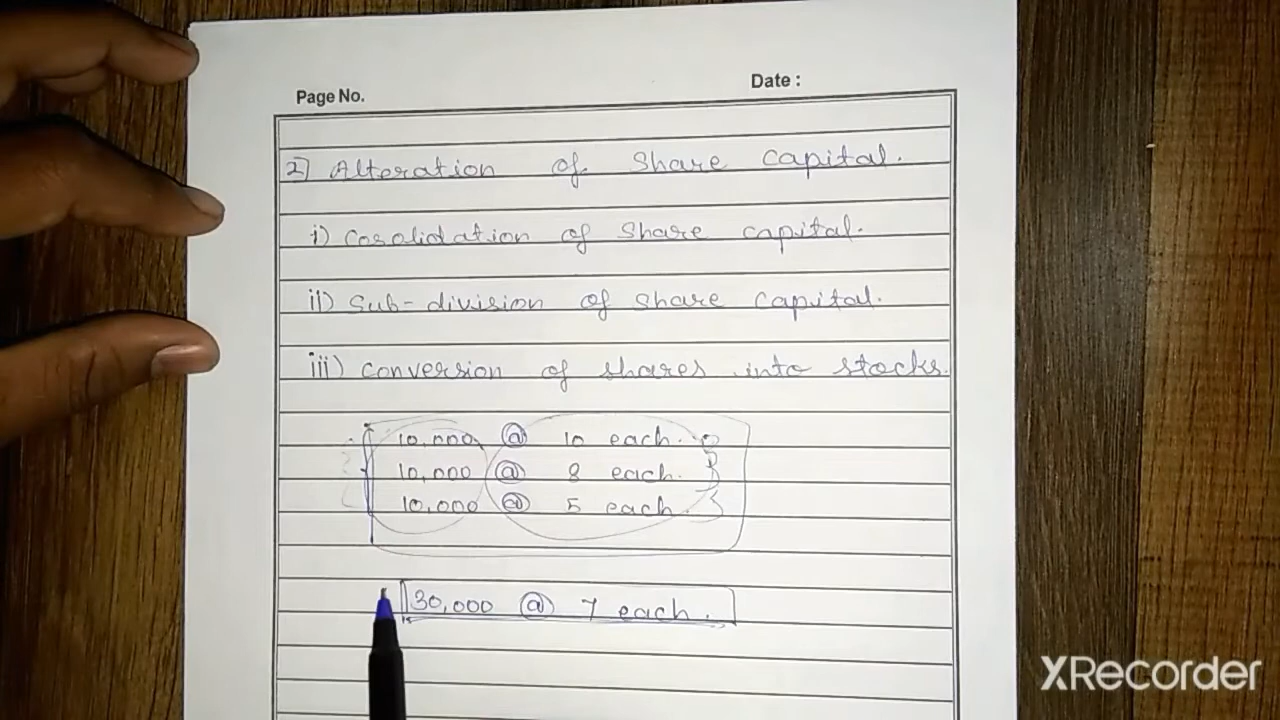 Page No.
Date :
2) Alteration of Share Capital.
i) Cosolidation of Share capital.
ii) Sub-division of Share Capital.
iii) Conversion of Shares into stocks.
10,000 @ 10 each.
10,000 @ 8 each.
10,000 @ 5 each.
30,000 @ 7 each.
XRecorder